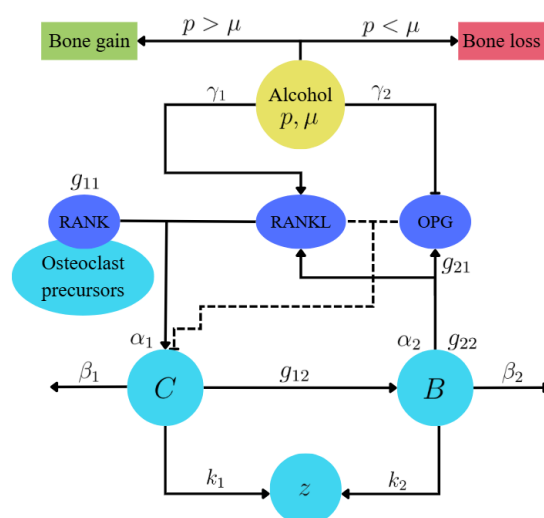 Bone gain
p > μ
p < μ
Bone loss
Alcohol
p, μ
γ₁
γ₂
g₁₁
RANK
RANKL
OPG
Osteoclast
precursors
g₂₁
α₁
α₂
g₂₂
β₁
C
g₁₂
B
β₂
k₁
z
k₂